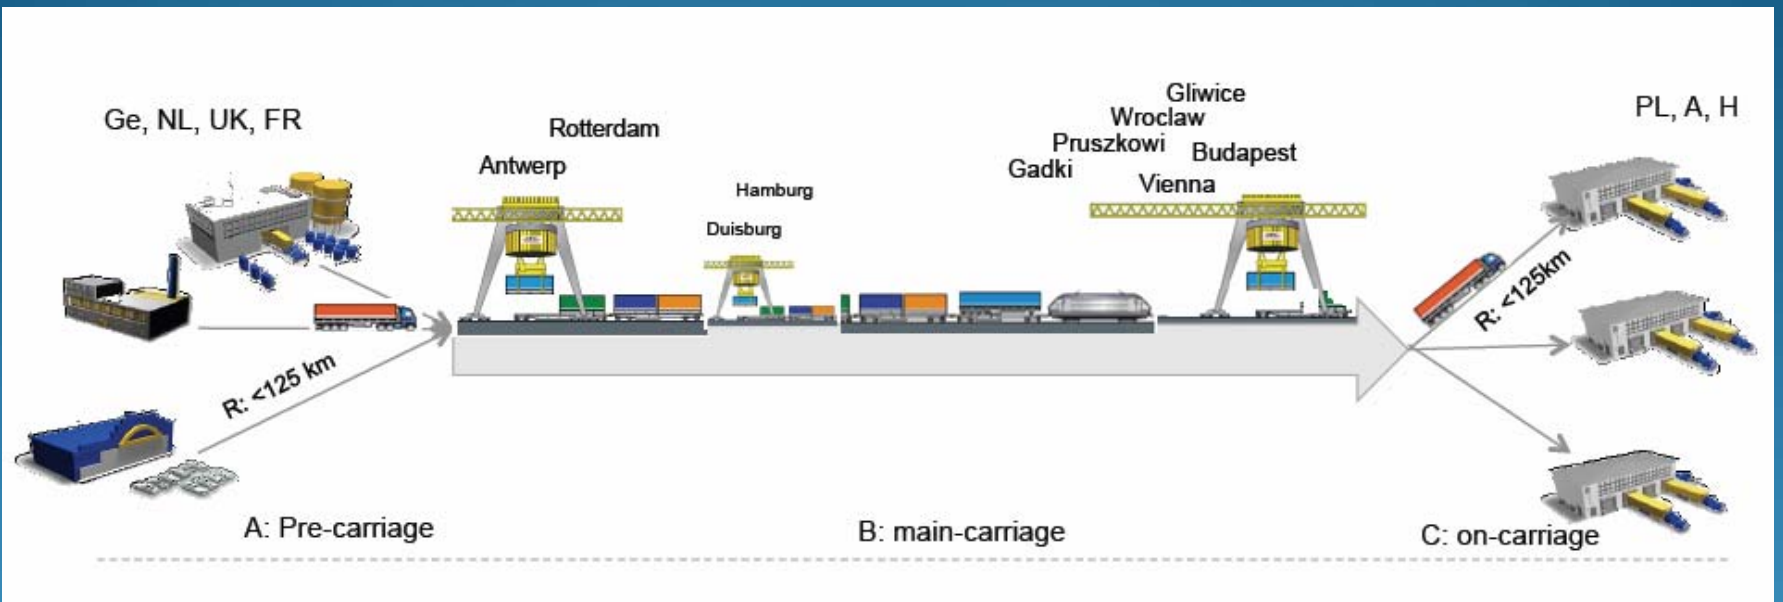 Ge, NL, UK, FR
Rotterdam
Antwerp
Hamburg
Duisburg
Gliwice
Wroclaw
Pruszkowi
Budapest
Gadki
Vienna
PL, A, H
R: <125 km
R: <125km
A: Pre-carriage
B: main-carriage
C: on-carriage